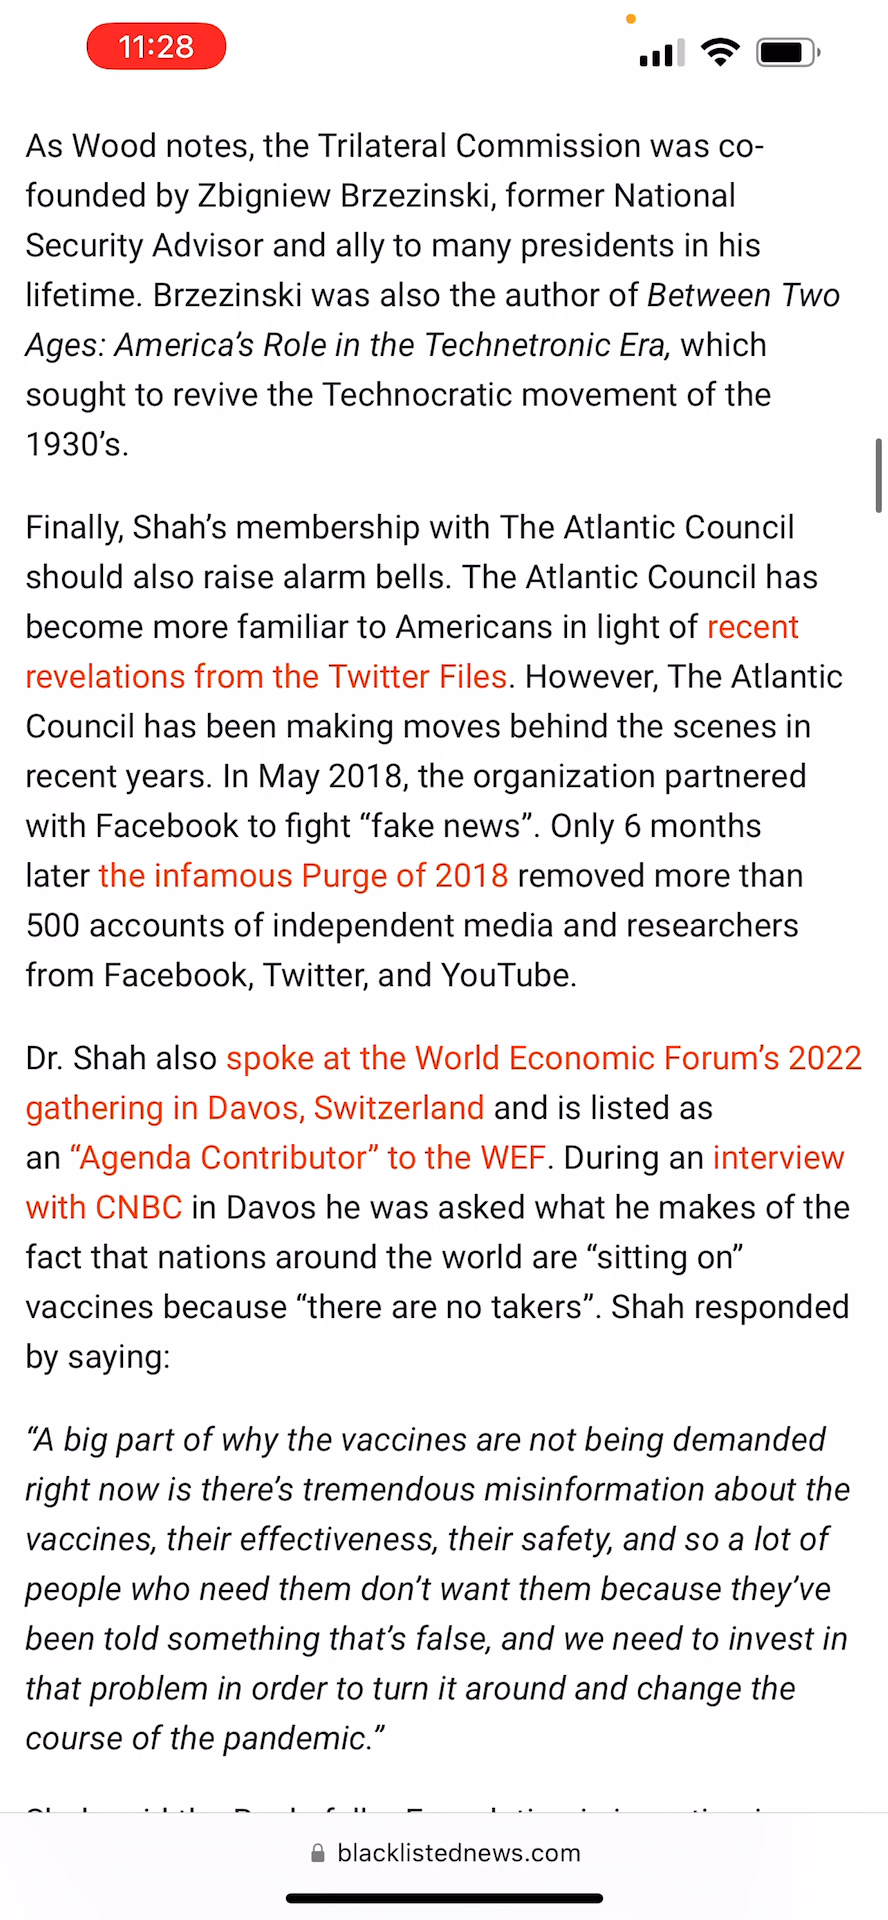 11:28
As Wood notes, the Trilateral Commission was co-
founded by Zbigniew Brzezinski, former National
Security Advisor and ally to many presidents in his
lifetime. Brzezinski was also the author of Between Two
Ages: America’s Role in the Technetronic Era, which
sought to revive the Technocratic movement of the
1930’s.
Finally, Shah’s membership with The Atlantic Council
should also raise alarm bells. The Atlantic Council has
become more familiar to Americans in light of recent
revelations from the Twitter Files. However, The Atlantic
Council has been making moves behind the scenes in
recent years. In May 2018, the organization partnered
with Facebook to fight “fake news”. Only 6 months
later the infamous Purge of 2018 removed more than
500 accounts of independent media and researchers
from Facebook, Twitter, and YouTube.
Dr. Shah also spoke at the World Economic Forum’s 2022
gathering in Davos, Switzerland and is listed as
an “Agenda Contributor” to the WEF. During an interview
with CNBC in Davos he was asked what he makes of the
fact that nations around the world are “sitting on”
vaccines because “there are no takers”. Shah responded
by saying:
“A big part of why the vaccines are not being demanded
right now is there’s tremendous misinformation about the
vaccines, their effectiveness, their safety, and so a lot of
people who need them don’t want them because they’ve
been told something that’s false, and we need to invest in
that problem in order to turn it around and change the
course of the pandemic.”
blacklistednews.com